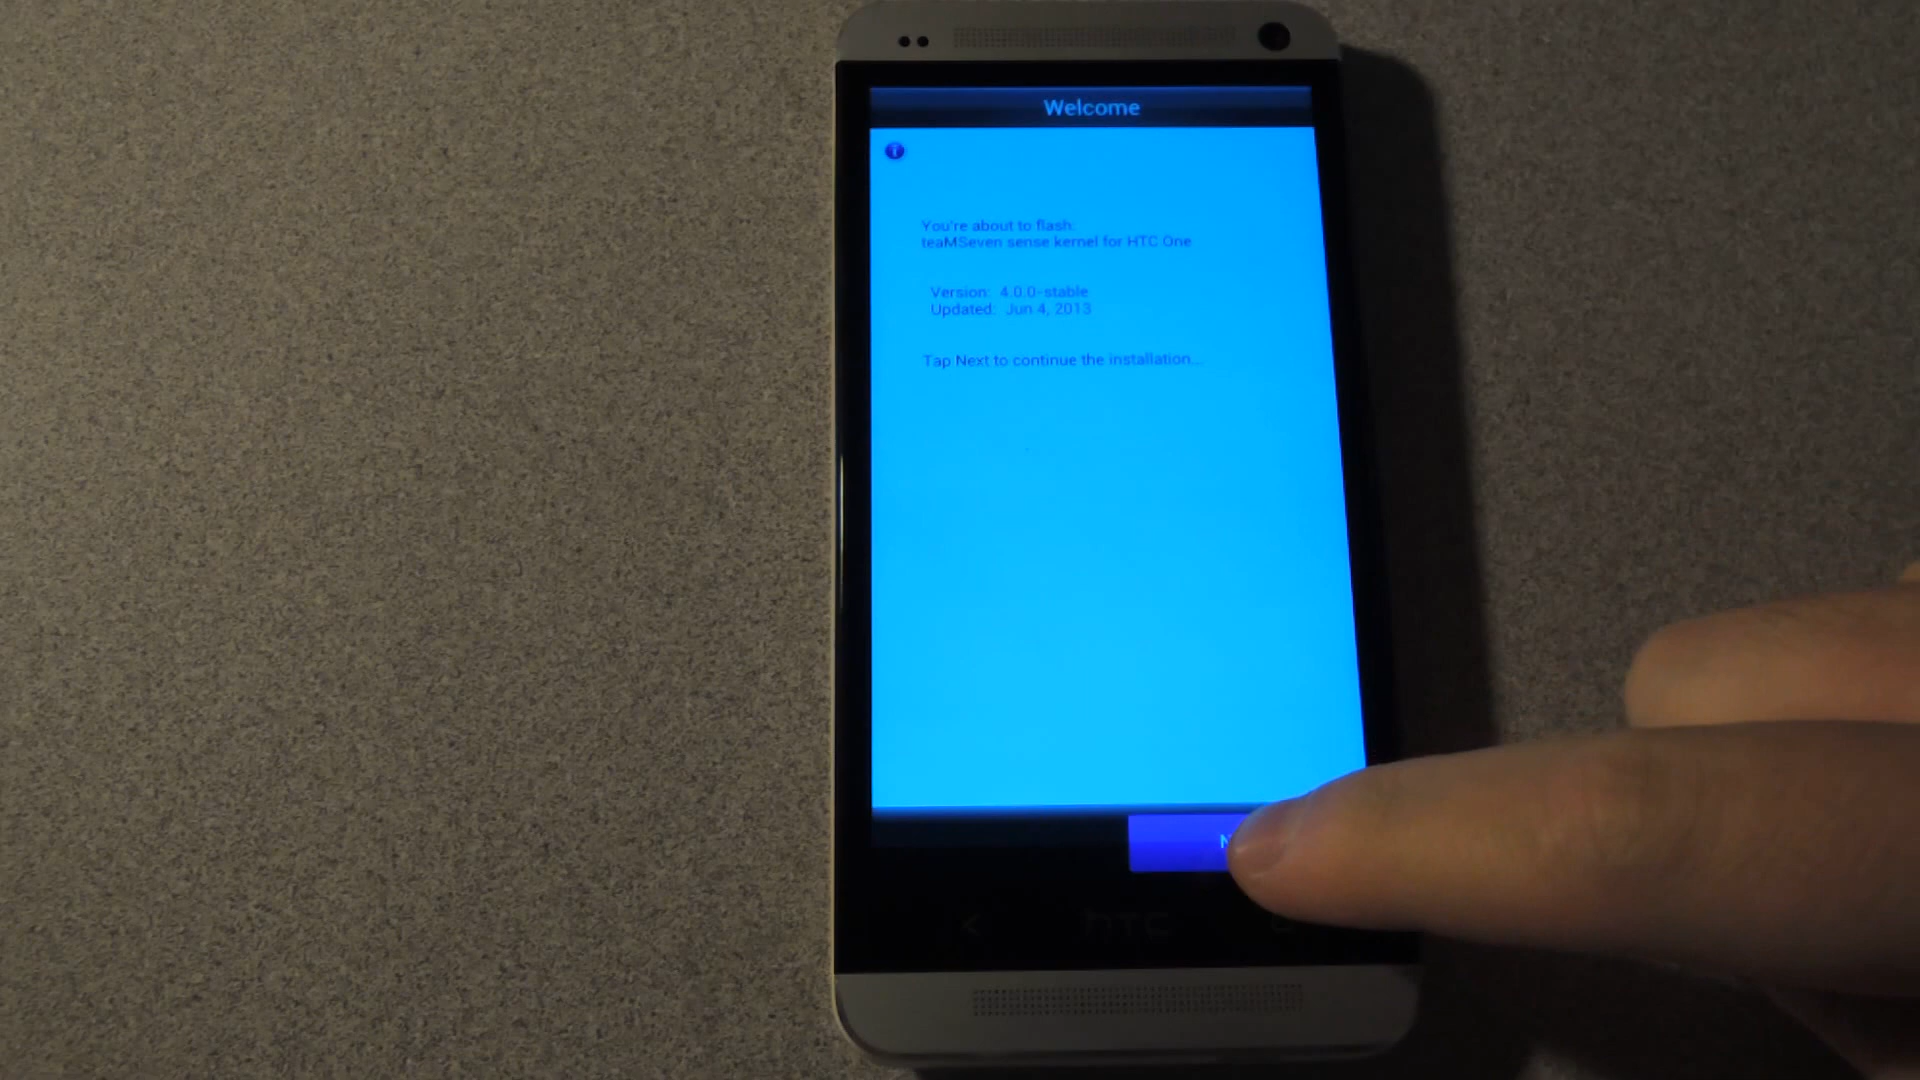 Welcome
You're about to flash:
teaMSeven sense kernel for HTC One
Version: 4.0.0-stable
Updated: Jun 4, 2013
Tap Next to continue the installation...
hTC